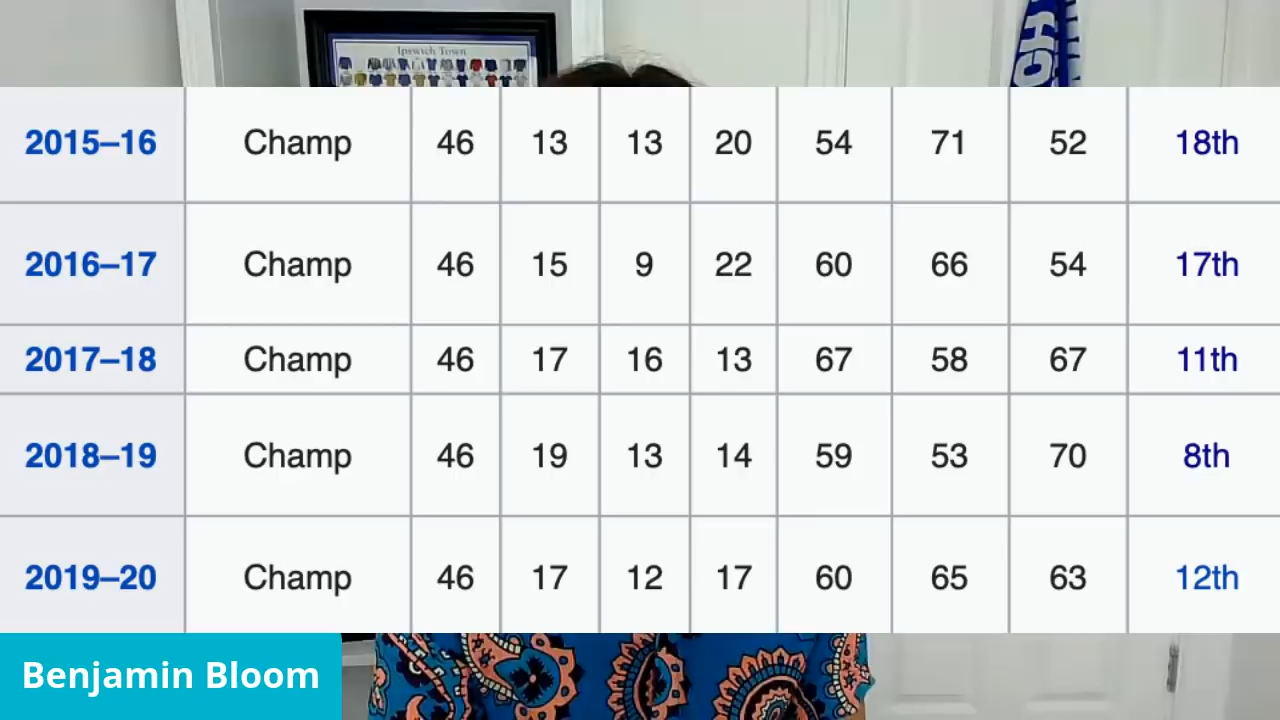 Ipswich Town
CH
2015–16 Champ 46 13 13 20 54 71 52 18th
2016–17 Champ 46 15 9 22 60 66 54 17th
2017–18 Champ 46 17 16 13 67 58 67 11th
2018–19 Champ 46 19 13 14 59 53 70 8th
2019–20 Champ 46 17 12 17 60 65 63 12th
Benjamin Bloom